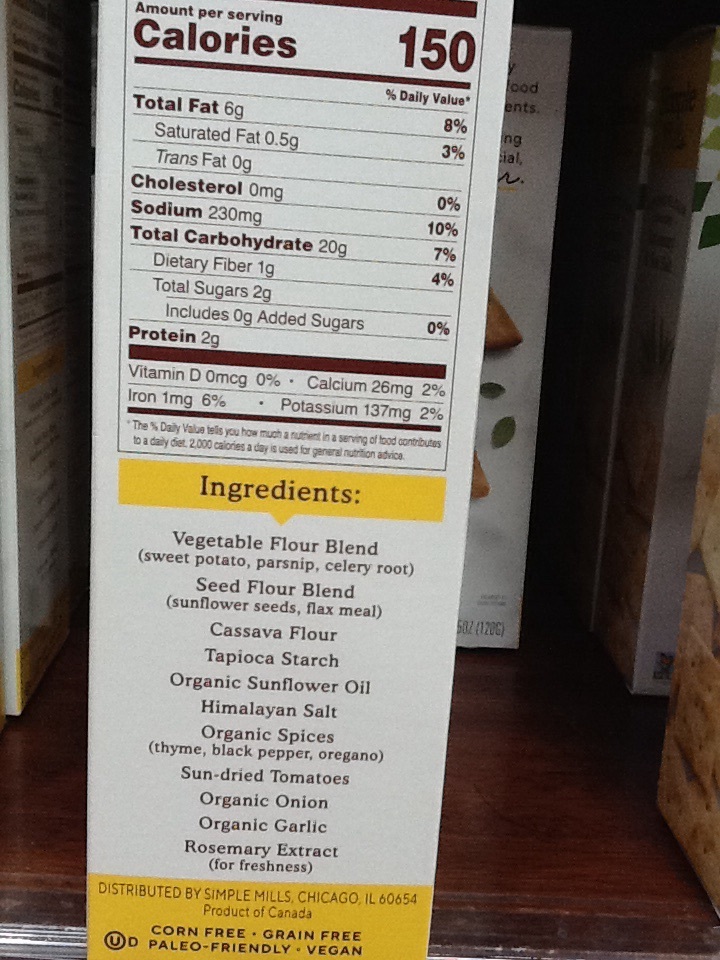 Amount per serving
Calories 150
% Daily Value*
Total Fat 6g 8%
Saturated Fat 0.5g 3%
Trans Fat 0g
Cholesterol 0mg 0%
Sodium 230mg 10%
Total Carbohydrate 20g 7%
Dietary Fiber 1g 4%
Total Sugars 2g
Includes 0g Added Sugars 0%
Protein 2g
Vitamin D 0mcg 0% • Calcium 26mg 2%
Iron 1mg 6% • Potassium 137mg 2%
* The % Daily Value tells you how much a nutrient in a serving of food contributes
to a daily diet. 2,000 calories a day is used for general nutrition advice.
Ingredients:
Vegetable Flour Blend
(sweet potato, parsnip, celery root)
Seed Flour Blend
(sunflower seeds, flax meal)
Cassava Flour
Tapioca Starch
Organic Sunflower Oil
Himalayan Salt
Organic Spices
(thyme, black pepper, oregano)
Sun-dried Tomatoes
Organic Onion
Organic Garlic
Rosemary Extract
(for freshness)
DISTRIBUTED BY SIMPLE MILLS, CHICAGO, IL 60654
Product of Canada
U D CORN FREE • GRAIN FREE
PALEO-FRIENDLY • VEGAN
(120G)